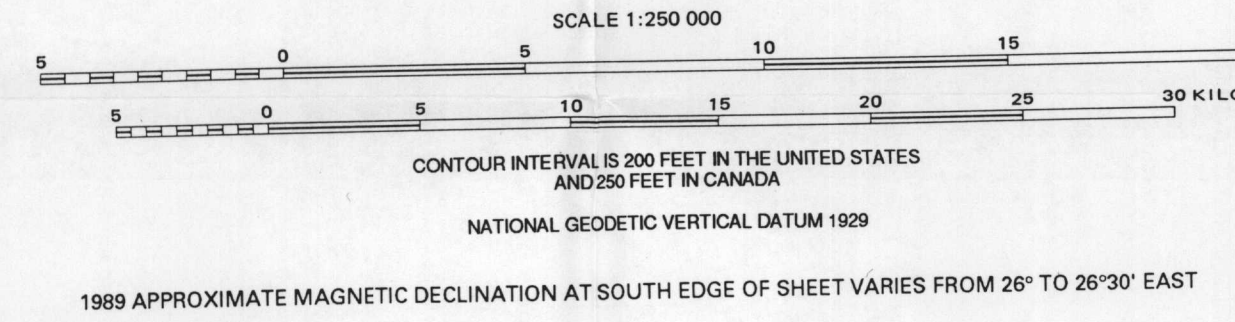 SCALE 1:250 000
5 0 5 10 15
5 0 5 10 15 20 25 30
CONTOUR INTERVAL IS 200 FEET IN THE UNITED STATES
AND 250 FEET IN CANADA
NATIONAL GEODETIC VERTICAL DATUM 1929
1989 APPROXIMATE MAGNETIC DECLINATION AT SOUTH EDGE OF SHEET VARIES FROM 26° TO 26°30' EAST